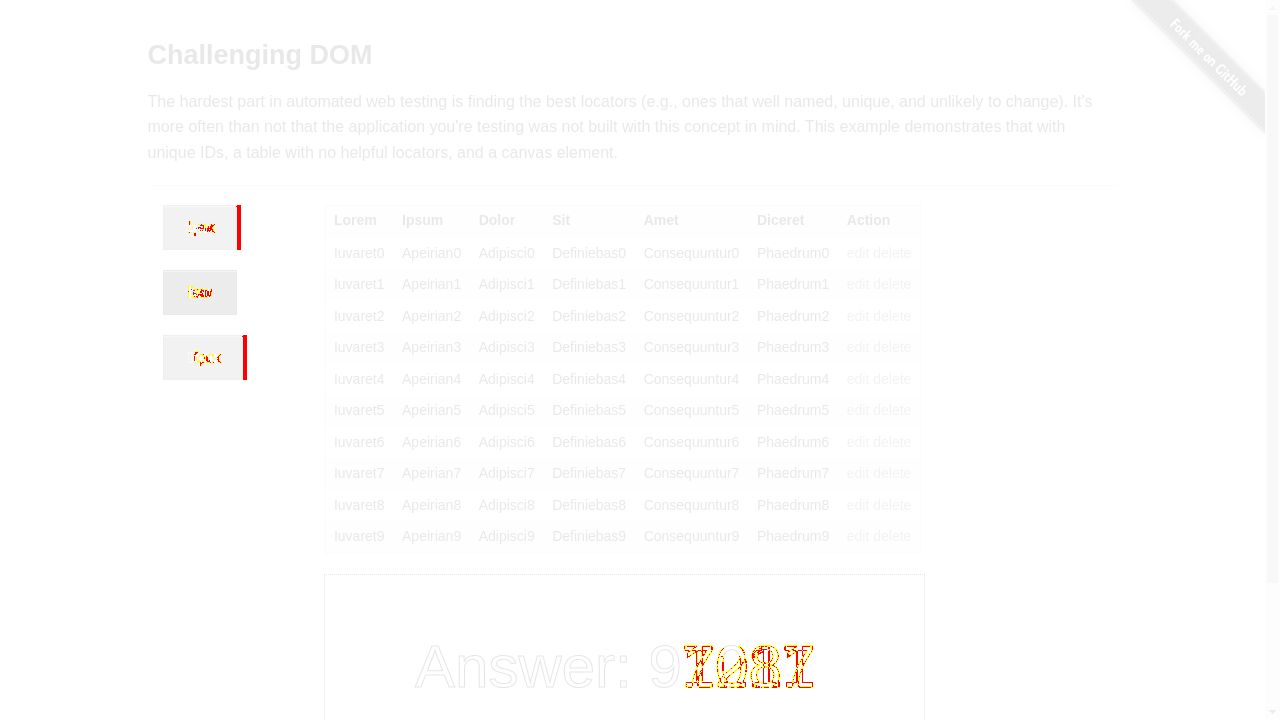 Fork me on GitHub
Challenging DOM
The hardest part in automated web testing is finding the best locators (e.g., ones that well named, unique, and unlikely to change). It's
more often than not that the application you're testing was not built with this concept in mind. This example demonstrates that with
unique IDs, a table with no helpful locators, and a canvas element.
Lorem Ipsum Dolor Sit Amet Diceret Action
Iuvaret0 Apeirian0 Adipisci0 Definiebas0 Consequuntur0 Phaedrum0 edit delete
Iuvaret1 Apeirian1 Adipisci1 Definiebas1 Consequuntur1 Phaedrum1 edit delete
Iuvaret2 Apeirian2 Adipisci2 Definiebas2 Consequuntur2 Phaedrum2 edit delete
Iuvaret3 Apeirian3 Adipisci3 Definiebas3 Consequuntur3 Phaedrum3 edit delete
Iuvaret4 Apeirian4 Adipisci4 Definiebas4 Consequuntur4 Phaedrum4 edit delete
Iuvaret5 Apeirian5 Adipisci5 Definiebas5 Consequuntur5 Phaedrum5 edit delete
Iuvaret6 Apeirian6 Adipisci6 Definiebas6 Consequuntur6 Phaedrum6 edit delete
Iuvaret7 Apeirian7 Adipisci7 Definiebas7 Consequuntur7 Phaedrum7 edit delete
Iuvaret8 Apeirian8 Adipisci8 Definiebas8 Consequuntur8 Phaedrum8 edit delete
Iuvaret9 Apeirian9 Adipisci9 Definiebas9 Consequuntur9 Phaedrum9 edit delete
Answer: